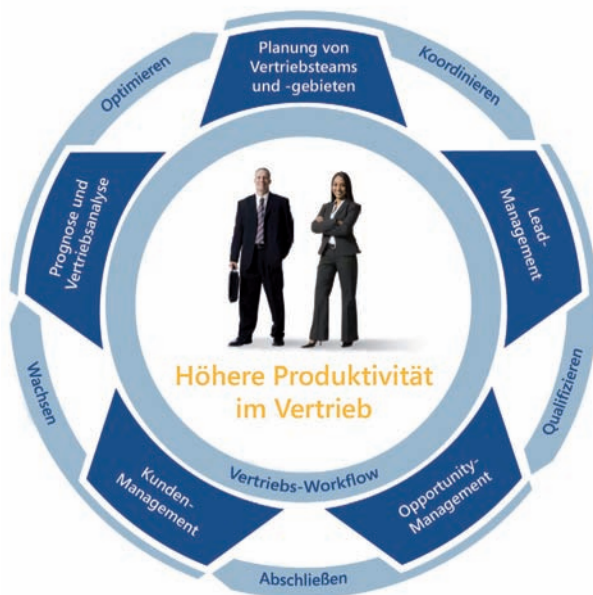 Planung von
Vertriebsteams
und -gebieten
Koordinieren
Lead-
Management
Qualifizieren
Opportunity-
Management
Abschließen
Kunden-
Management
Wachsen
Prognose und
Vertriebsanalyse
Optimieren
Höhere Produktivität
im Vertrieb
Vertriebs-Workflow